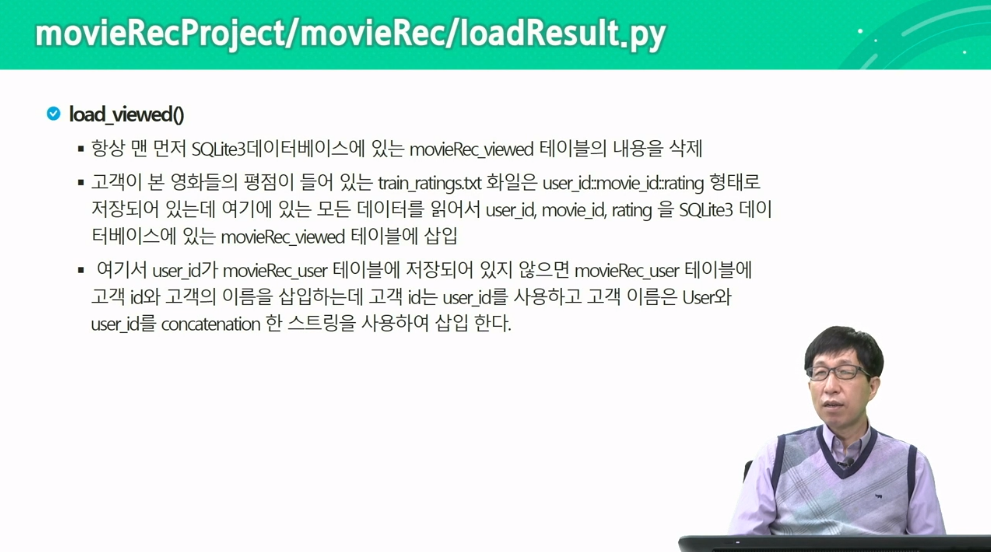 movieRecProject/movieRec/loadResult.py
load_viewed()
▪ 항상 맨 먼저 SQLite3데이터베이스에 있는 movieRec_viewed 테이블의 내용을 삭제
▪ 고객이 본 영화들의 평점이 들어 있는 train_ratings.txt 화일은 user_id::movie_id::rating 형태로
저장되어 있는데 여기에 있는 모든 데이터를 읽어서 user_id, movie_id, rating 을 SQLite3 데이
터베이스에 있는 movieRec_viewed 테이블에 삽입
▪ 여기서 user_id가 movieRec_user 테이블에 저장되어 있지 않으면 movieRec_user 테이블에
고객 id와 고객의 이름을 삽입하는데 고객 id는 user_id를 사용하고 고객 이름은 User와
user_id를 concatenation 한 스트링을 사용하여 삽입 한다.